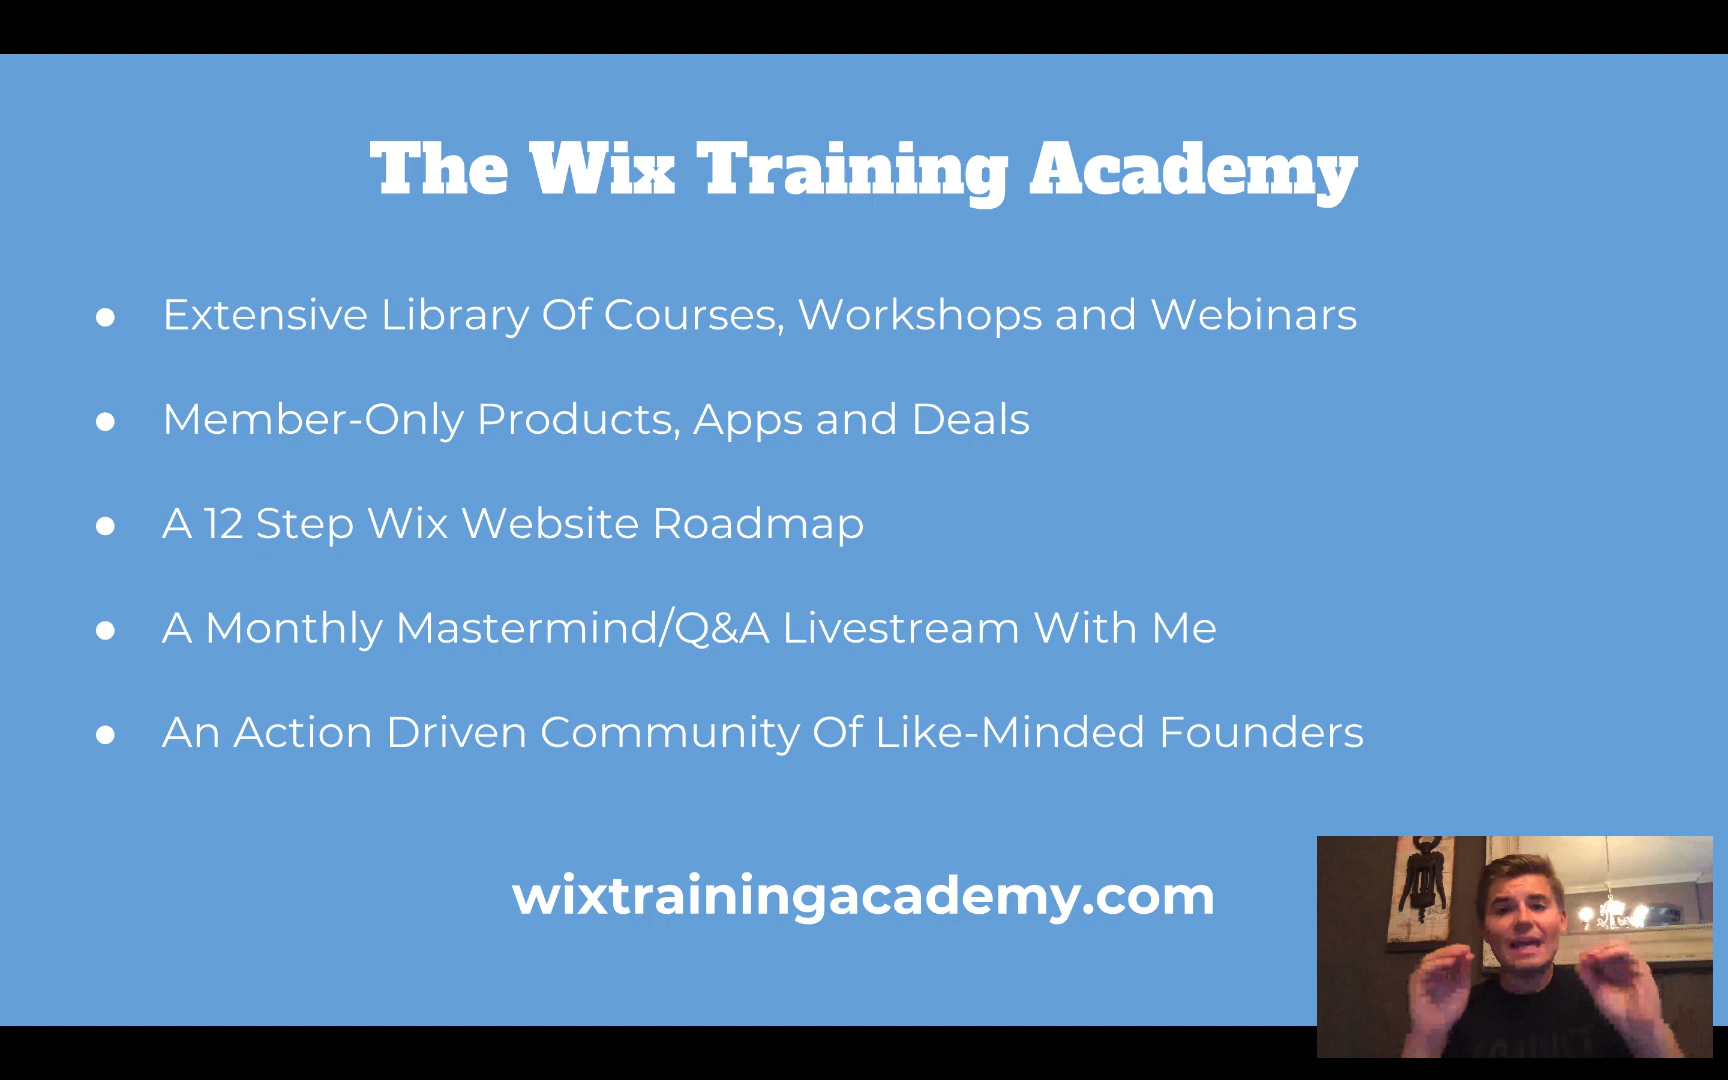 The Wix Training Academy
● Extensive Library Of Courses, Workshops and Webinars
● Member-Only Products, Apps and Deals
● A 12 Step Wix Website Roadmap
● A Monthly Mastermind/Q&A Livestream With Me
● An Action Driven Community Of Like-Minded Founders
wixtrainingacademy.com